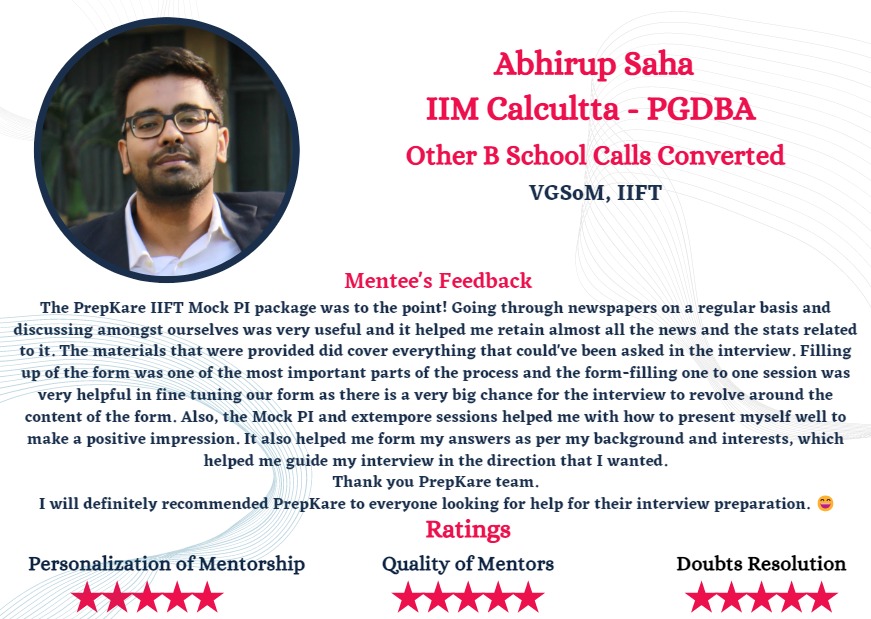 Abhirup Saha
IIM Calcultta - PGDBA
Other B School Calls Converted
VGSoM, IIFT
Mentee's Feedback
The PrepKare IIFT Mock PI package was to the point! Going through newspapers on a regular basis and
discussing amongst ourselves was very useful and it helped me retain almost all the news and the stats related
to it. The materials that were provided did cover everything that could've been asked in the interview. Filling
up of the form was one of the most important parts of the process and the form-filling one to one session was
very helpful in fine tuning our form as there is a very big chance for the interview to revolve around the
content of the form. Also, the Mock PI and extempore sessions helped me with how to present myself well to
make a positive impression. It also helped me form my answers as per my background and interests, which
helped me guide my interview in the direction that I wanted.
Thank you PrepKare team.
I will definitely recommended PrepKare to everyone looking for help for their interview preparation. 😄
Ratings
Personalization of Mentorship
Quality of Mentors
Doubts Resolution